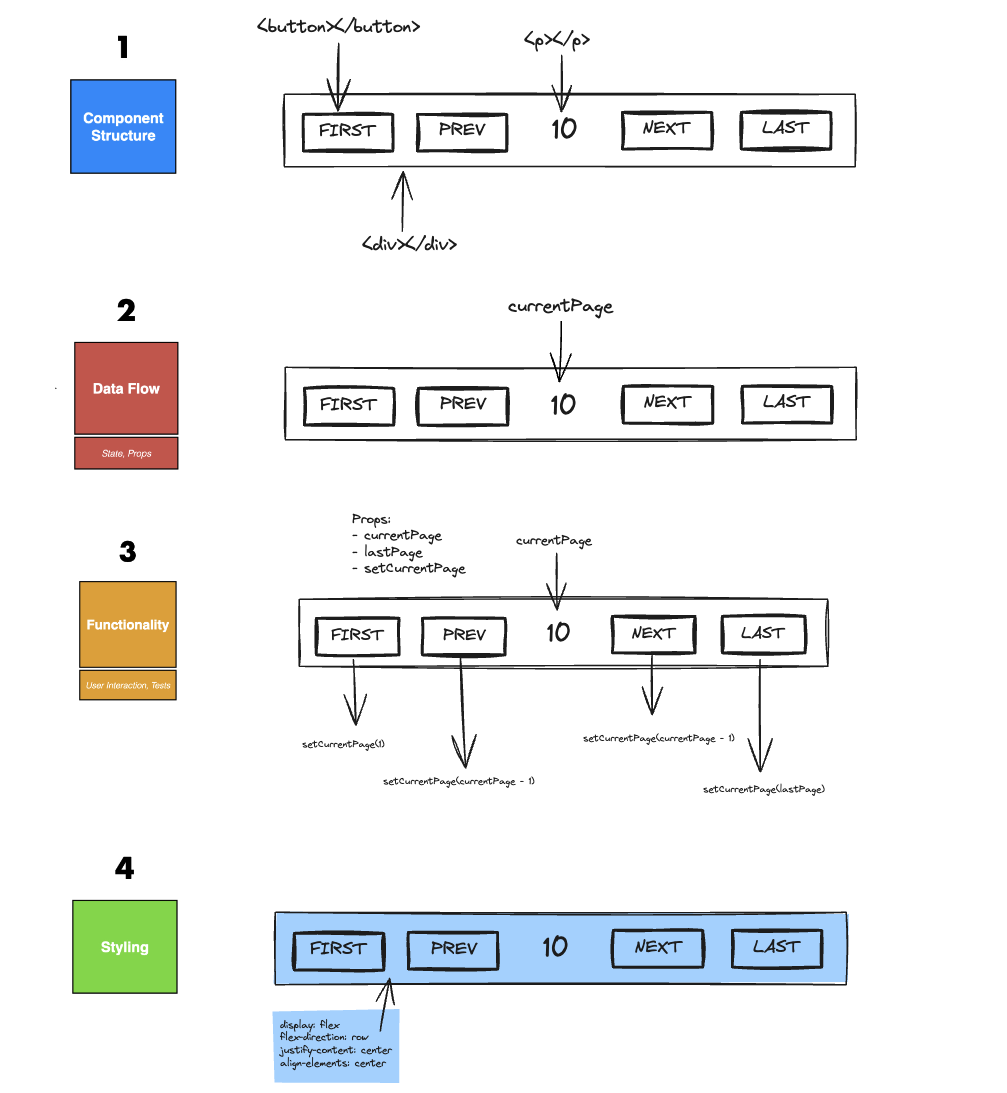 1
Component
Structure
<button></button>
<p></p>
FIRST
PREV
10
NEXT
LAST
<div></div>
2
Data Flow
State, Props
currentPage
FIRST
PREV
10
NEXT
LAST
3
Functionality
User Interaction, Tests
Props:
- currentPage
- lastPage
- setCurrentPage
currentPage
FIRST
PREV
10
NEXT
LAST
setCurrentPage(1)
setCurrentPage(currentPage - 1)
setCurrentPage(currentPage - 1)
setCurrentPage(lastPage)
4
Styling
FIRST
PREV
10
NEXT
LAST
display: flex
flex-direction: row
justify-content: center
align-elements: center